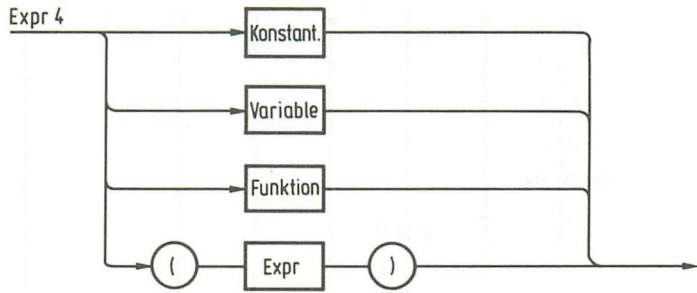 Expr 4
Konstant.
Variable
Funktion
( Expr )